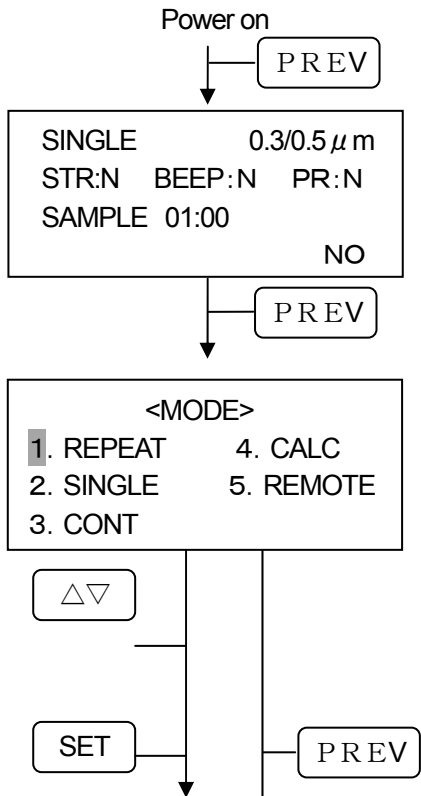 Power on
PREV
SINGLE 0.3/0.5μm
STR:N BEEP:N PR:N
SAMPLE 01:00
NO
PREV
<MODE>
1. REPEAT 4. CALC
2. SINGLE 5. REMOTE
3. CONT
△▽
SET PREV